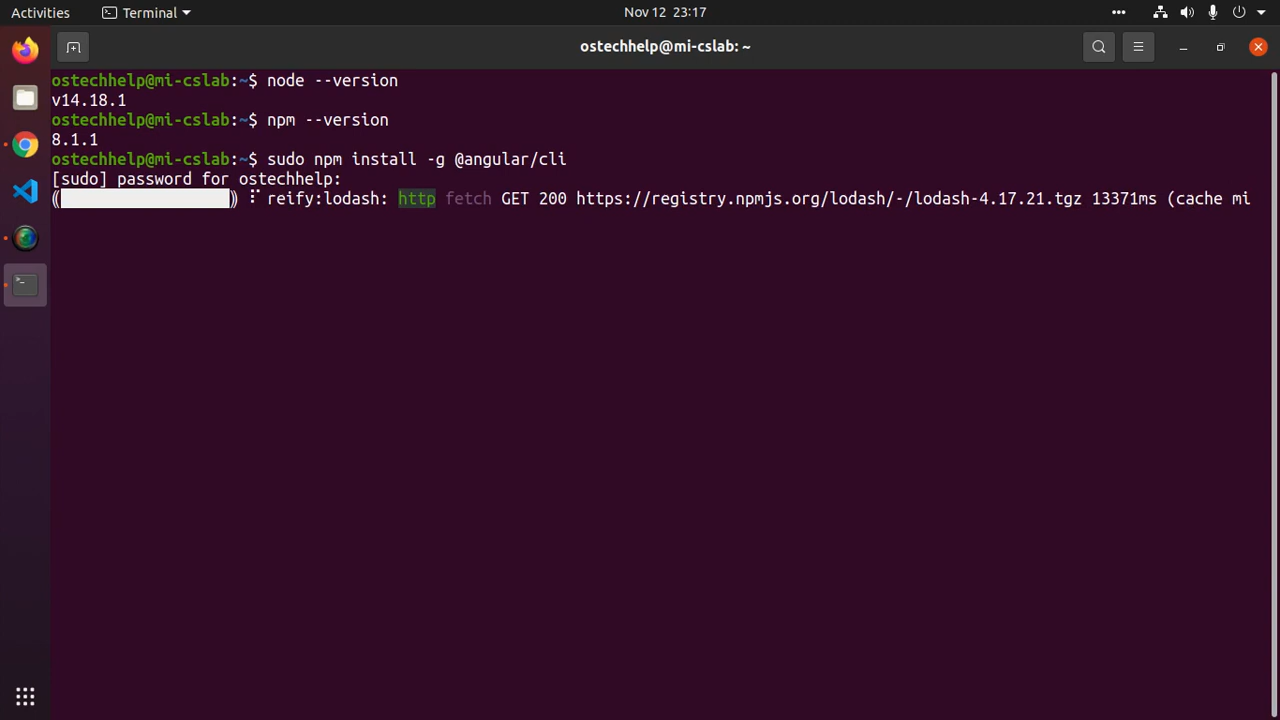 Activities
Terminal
Nov 12 23:17
ostechhelp@mi-cslab: ~
ostechhelp@mi-cslab:~$ node --version
v14.18.1
ostechhelp@mi-cslab:~$ npm --version
8.1.1
ostechhelp@mi-cslab:~$ sudo npm install -g @angular/cli
[sudo] password for ostechhelp:
(██████████████████) ⠏ reify:lodash: http fetch GET 200 https://registry.npmjs.org/lodash/-/lodash-4.17.21.tgz 13371ms (cache mi